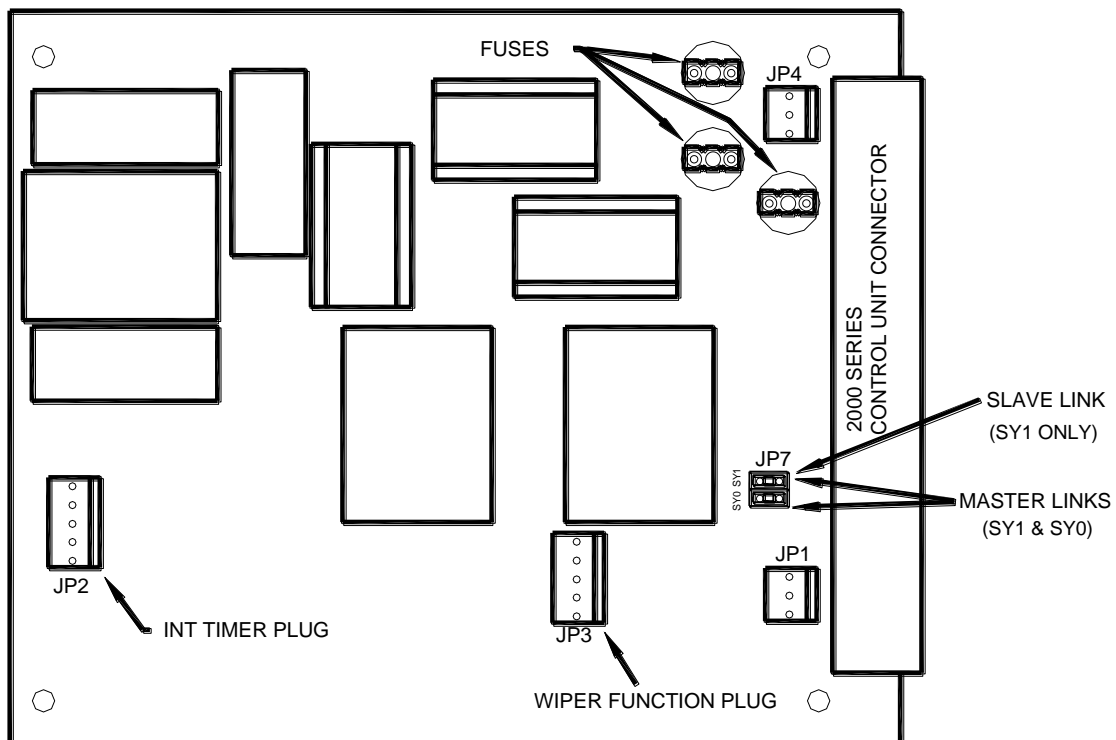 FUSES
JP4
2000 SERIES
CONTROL UNIT CONNECTOR
SLAVE LINK
(SY1 ONLY)
JP7
SY0 SY1
MASTER LINKS
(SY1 & SY0)
JP1
JP2
INT TIMER PLUG
JP3
WIPER FUNCTION PLUG